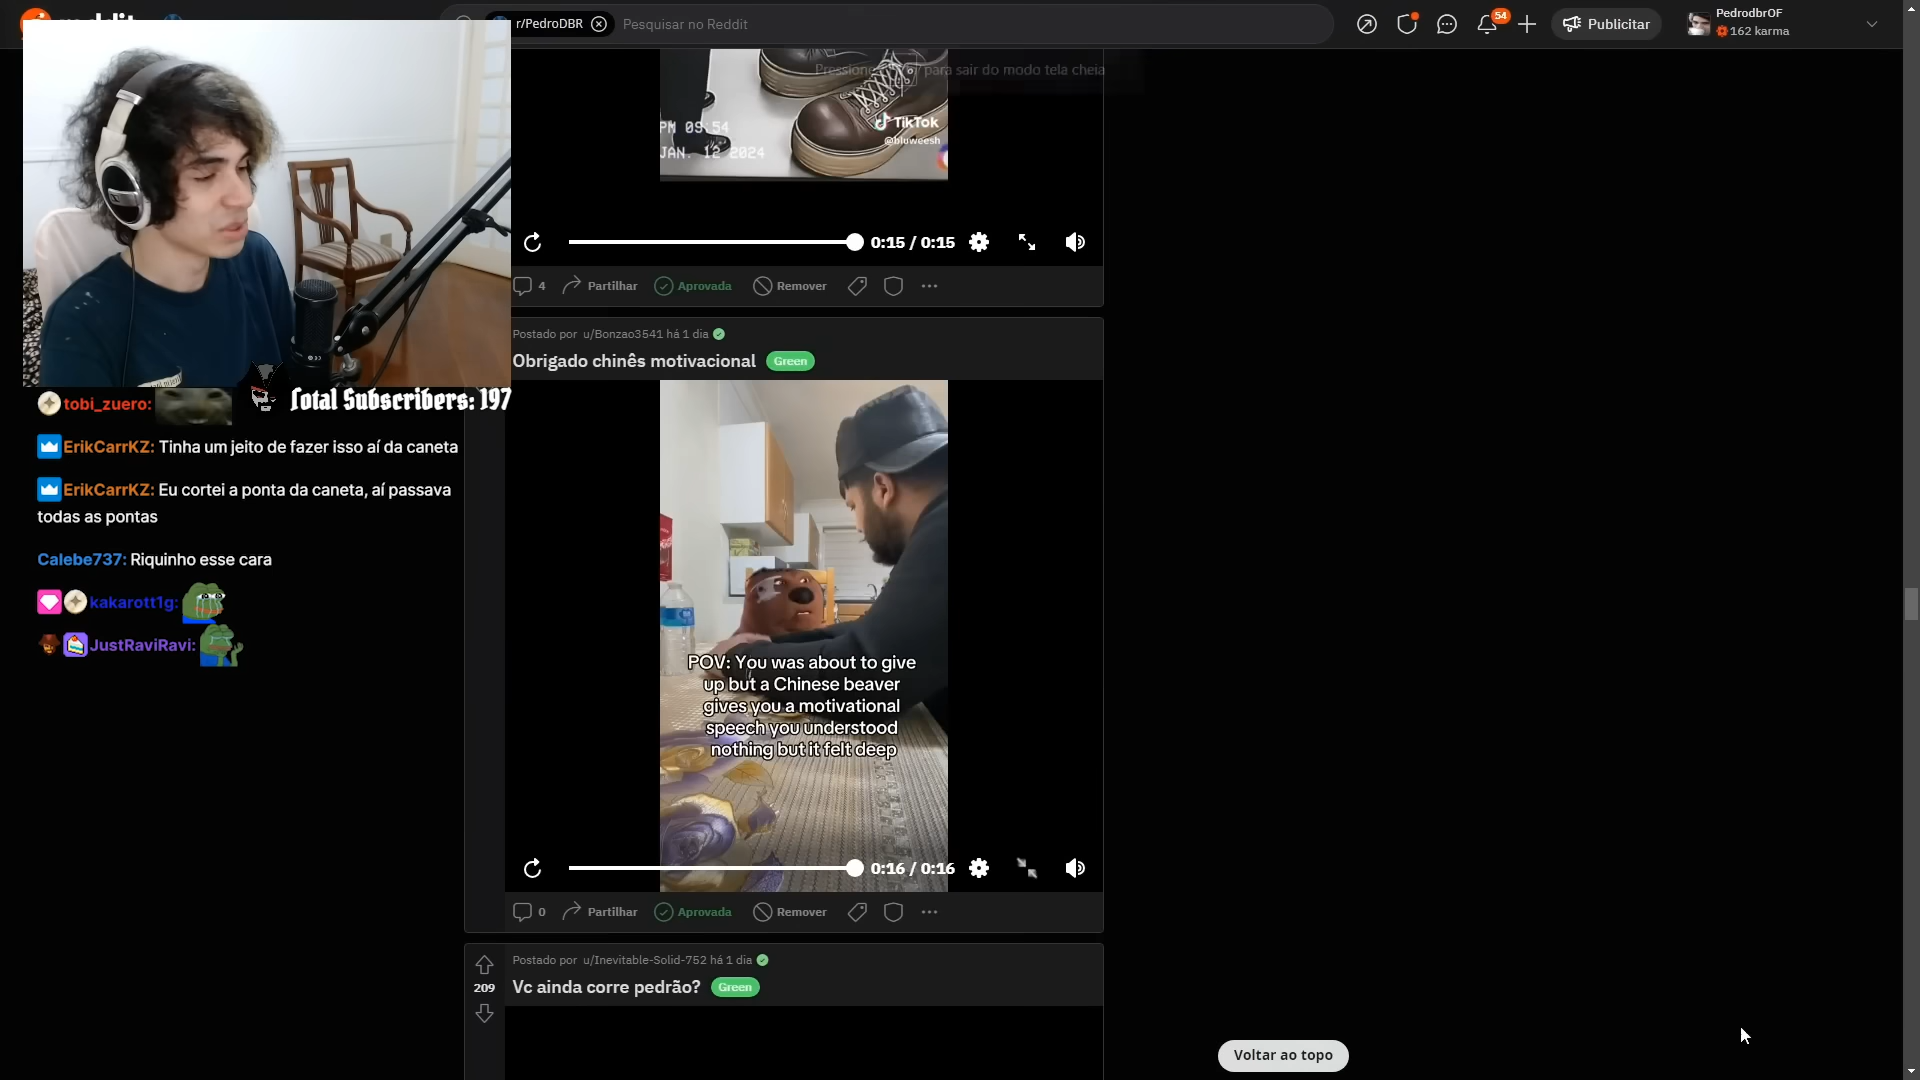 r/PedroDBR
Pesquisar no Reddit
54
Publicitar
PedrodbrOF
162 karma
Pressione
para sair do modo tela cheia
PM 09:54
JAN. 12 2024
TikTok
@bluweesh
0:15 / 0:15
4
Partilhar
Aprovada
Remover
Postado por u/Bonzao3541 há 1 dia
Obrigado chinês motivacional
Green
Total Subscribers: 197
tobi_zuero:
ErikCarrKZ: Tinha um jeito de fazer isso aí da caneta
ErikCarrKZ: Eu cortei a ponta da caneta, aí passava
todas as pontas
Calebe737: Riquinho esse cara
kakarott1g:
JustRaviRavi:
POV: You was about to give
up but a Chinese beaver
gives you a motivational
speech you understood
nothing but it felt deep
0:16 / 0:16
0
Partilhar
Aprovada
Remover
Postado por u/Inevitable-Solid-752 há 1 dia
209
Vc ainda corre pedrão?
Green
Voltar ao topo